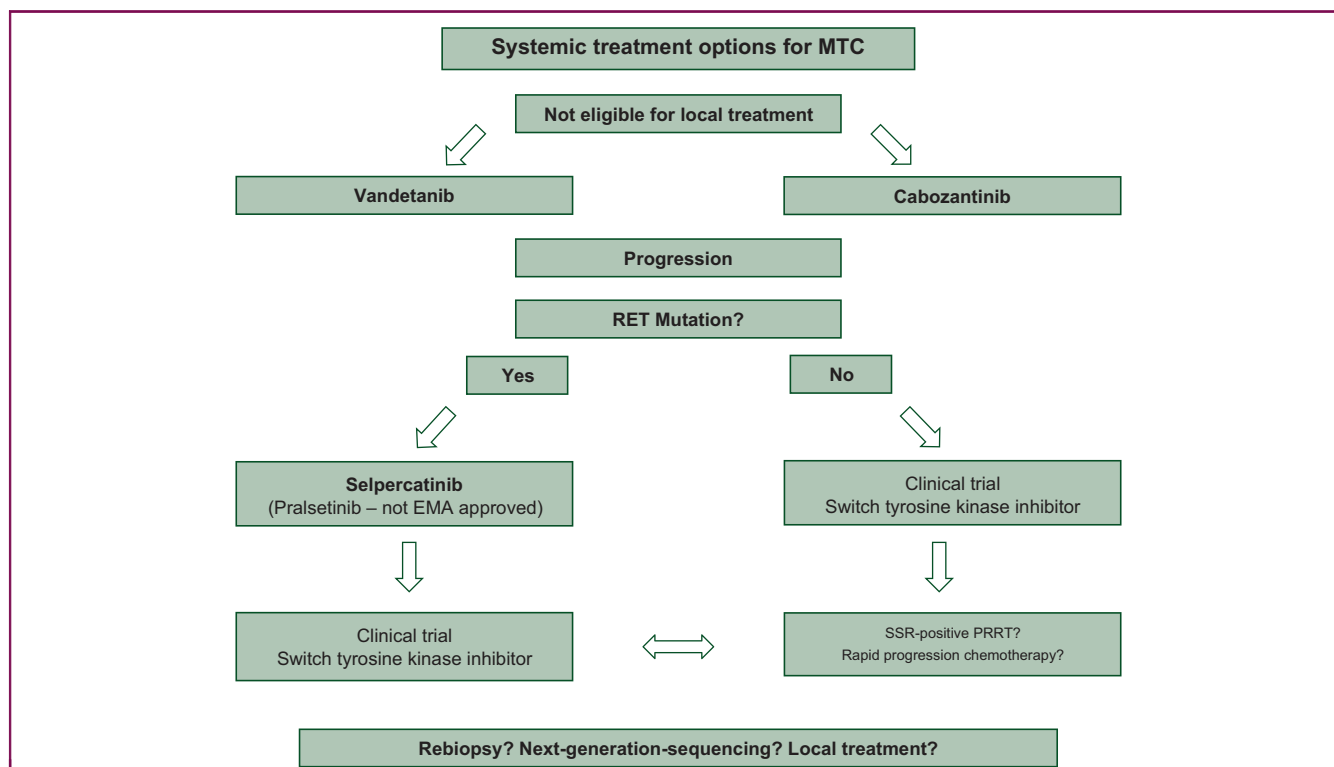 Systemic treatment options for MTC
Not eligible for local treatment
Vandetanib
Cabozantinib
Progression
RET Mutation?
Yes
No
Selpercatinib
(Pralsetinib – not EMA approved)
Clinical trial
Switch tyrosine kinase inhibitor
Clinical trial
Switch tyrosine kinase inhibitor
SSR-positive PRRT?
Rapid progression chemotherapy?
Rebiopsy? Next-generation-sequencing? Local treatment?